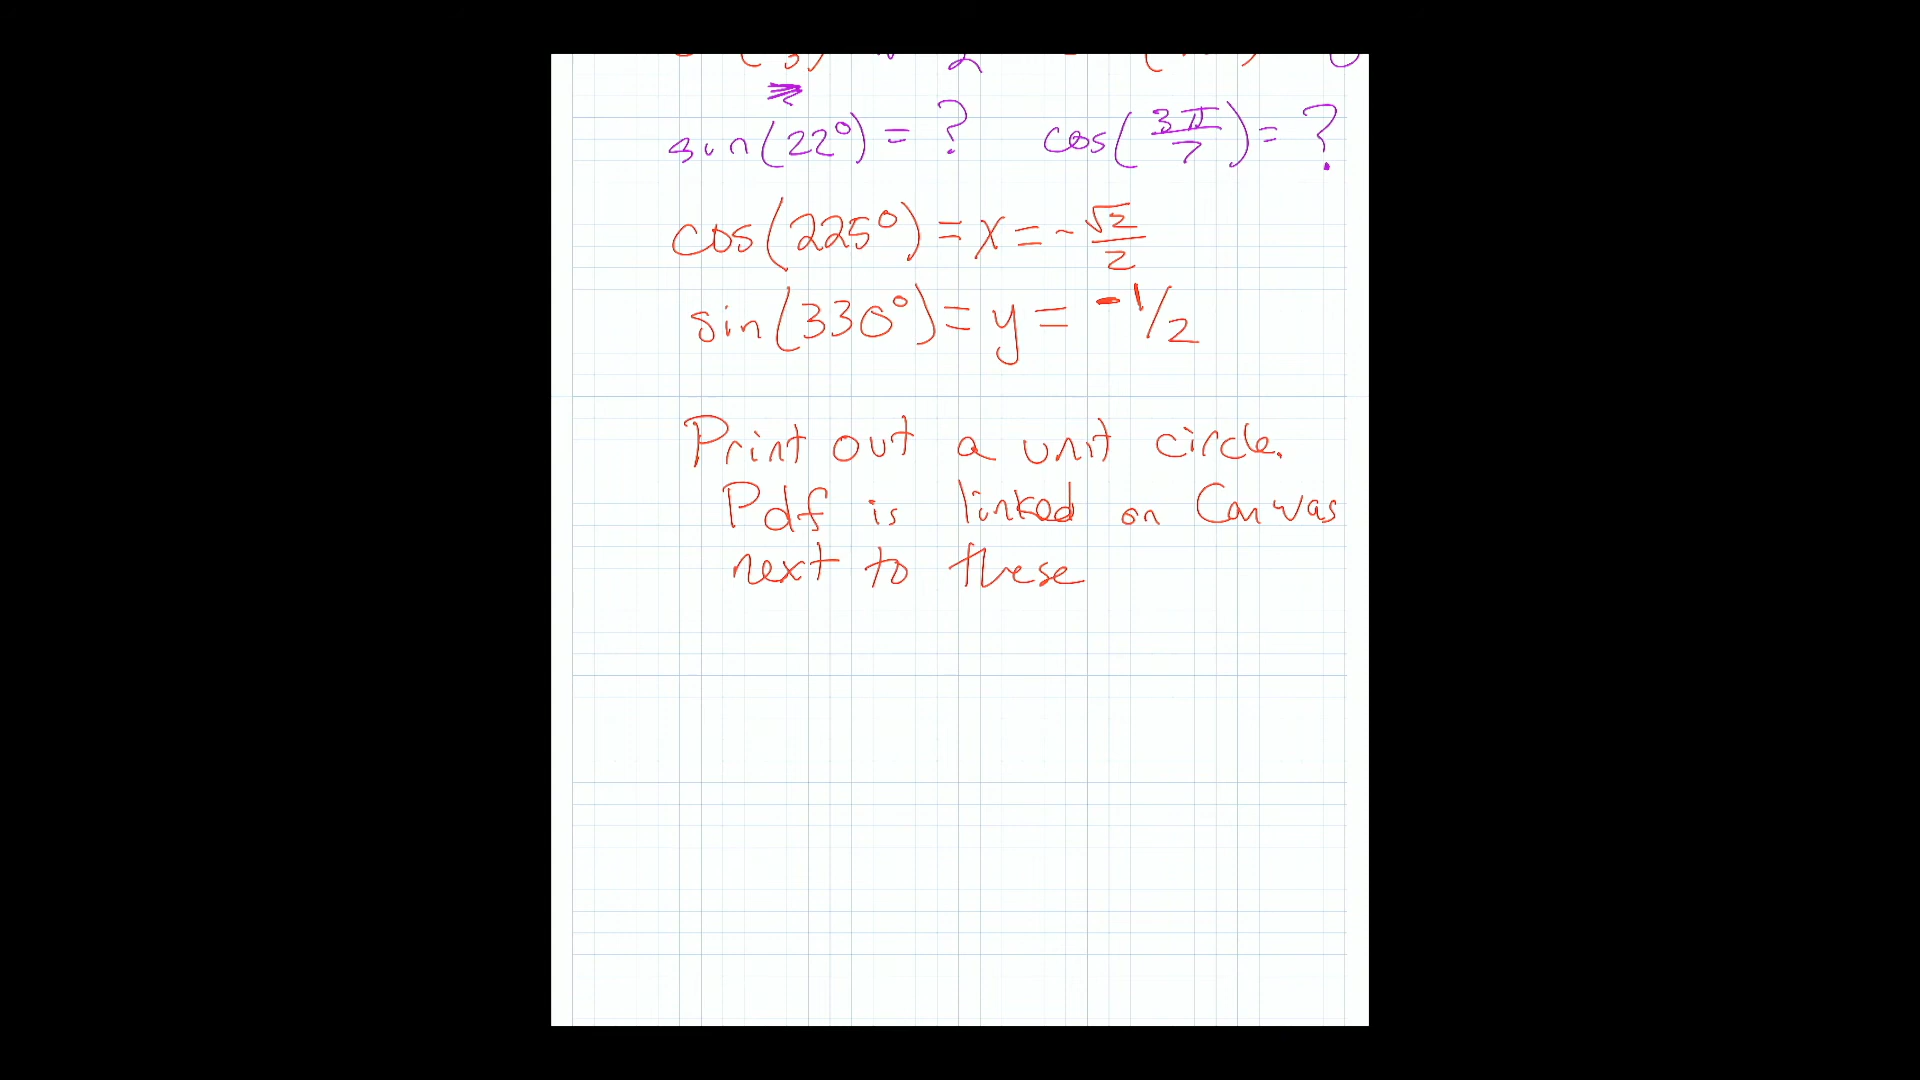 sin(22°) = ? cos(3π/7) = ?
cos(225°) = x = -√2/2
sin(330°) = y = -1/2
Print out a unit circle.
Pdf is linked on Canvas
next to these